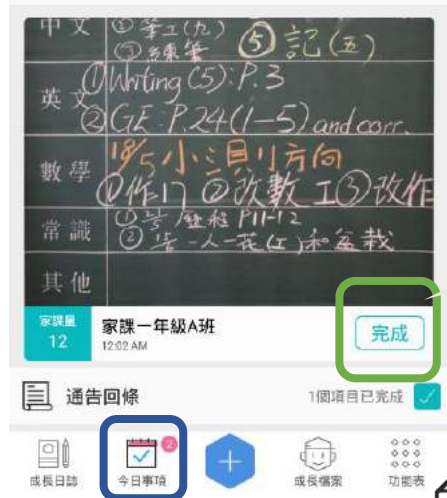 中文 ①筆工(九)
③練筆 ⑤記(五)
英文 ①Writing (5): P.3
②GE: P.24(1-5) and corr.
數學 18/5小測方向
①作17 ②改數工③改作
常識 ①歷程 P11-12
②一人一花(工)和盆栽
其他
家課量
12
家課一年級A班
12:02 AM
完成
通告回條
1個項目已完成
成長日誌
2
今日事項
成長檔案
功能表